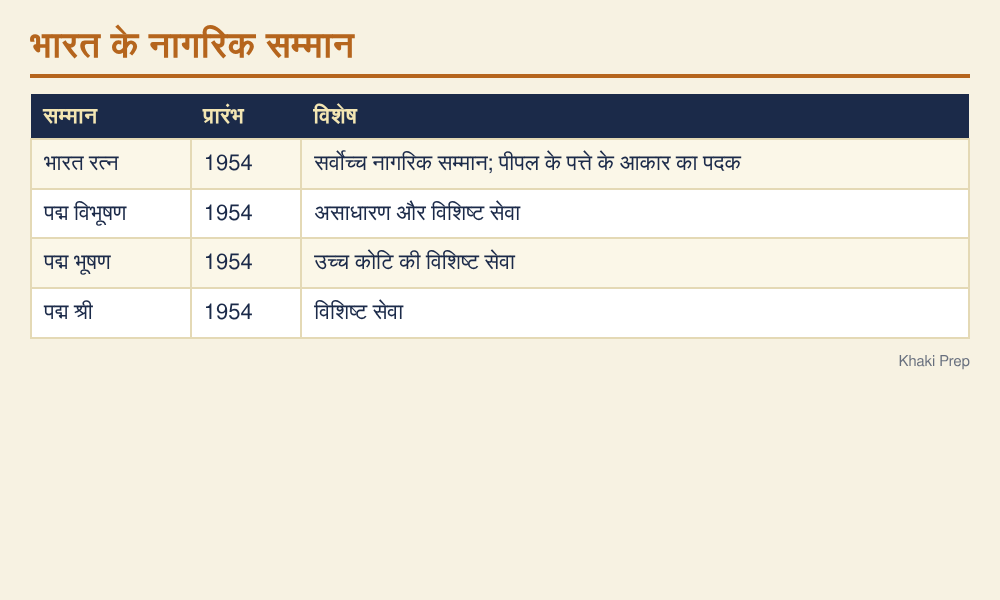 भारत के नागरिक सम्मान
सम्मान प्रारंभ विशेष
भारत रत्न 1954 सर्वोच्च नागरिक सम्मान; पीपल के पत्ते के आकार का पदक
पद्म विभूषण 1954 असाधारण और विशिष्ट सेवा
पद्म भूषण 1954 उच्च कोटि की विशिष्ट सेवा
पद्म श्री 1954 विशिष्ट सेवा
Khaki Prep